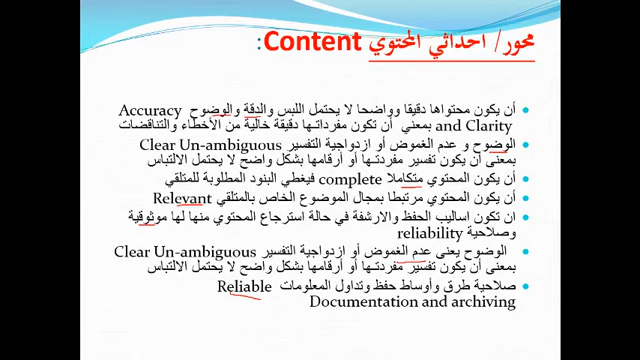 محور/ احداثي المحتوي Content:
أن يكون محتواها دقيقا وواضحا لا يحتمل اللبس والدقة والوضوح Accuracy
and Clarity بمعني أن تكون مفرداتها دقيقة خالية من الأخطاء والتناقضات
الوضوح و عدم الغموض أو ازدواجية التفسير Clear Un-ambiguous
بمعنى أن يكون تفسير مفردتها أو أرقامها بشكل واضح لا يحتمل الالتباس
أن يكون المحتوي متكاملا complete فيغطي البنود المطلوبة للمتلقي
أن يكون المحتوي مرتبطا بمجال الموضوع الخاص بالمتلقي Relevant
ان تكون اساليب الحفظ والارشفة في حالة استرجاع المحتوي منها لها موثوقية
وصلاحية reliability
الوضوح يعنى عدم الغموض أو ازدواجية التفسير Clear Un-ambiguous
بمعنى أن يكون تفسير مفردتها أو أرقامها بشكل واضح لا يحتمل الالتباس
صلاحية طرق وأوساط حفظ وتداول المعلومات Reliable
Documentation and archiving